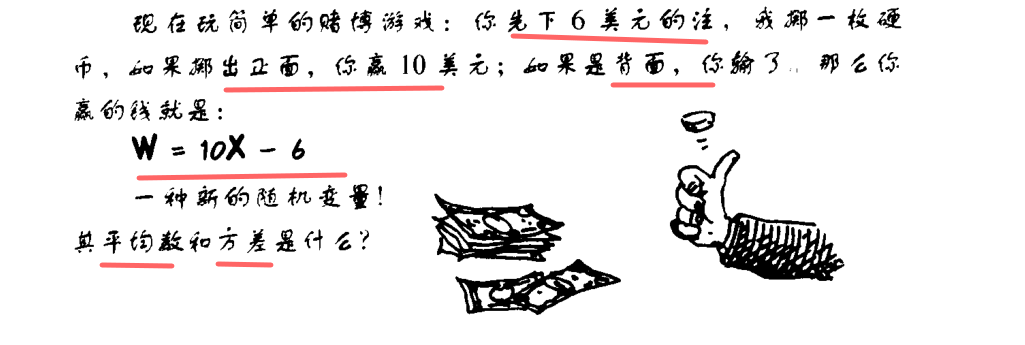 现在玩简单的赌博游戏：你先下 6 美元的注，我掷一枚硬
币，如果掷出正面，你赢 10 美元；如果是背面，你输了。那么你
赢的钱就是：
W = 10X - 6
一种新的随机变量！
其平均数和方差是什么？